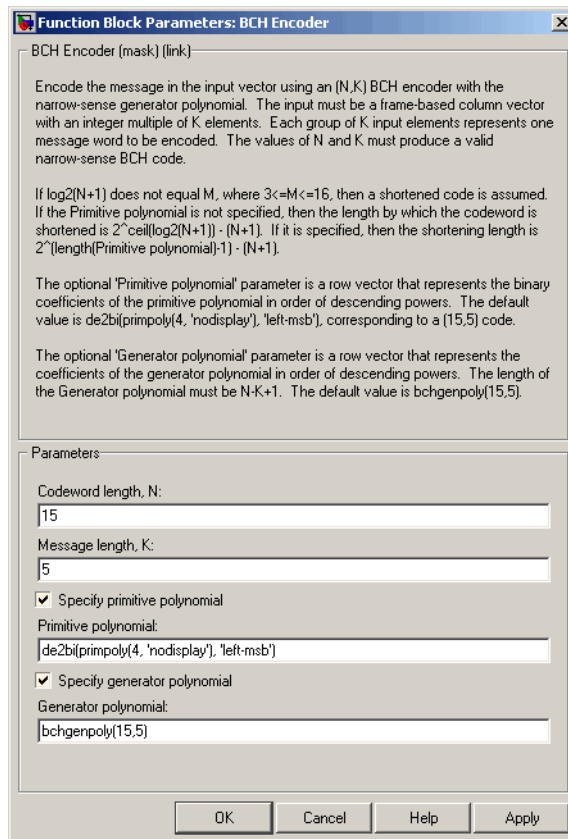 Function Block Parameters: BCH Encoder
BCH Encoder (mask) (link)
Encode the message in the input vector using an (N,K) BCH encoder with the
narrow-sense generator polynomial. The input must be a frame-based column vector
with an integer multiple of K elements. Each group of K input elements represents one
message word to be encoded. The values of N and K must produce a valid
narrow-sense BCH code.
If log2(N+1) does not equal M, where 3<=M<=16, then a shortened code is assumed.
If the Primitive polynomial is not specified, then the length by which the codeword is
shortened is 2^ceil(log2(N+1)) - (N+1). If it is specified, then the shortening length is
2^(length(Primitive polynomial)-1) - (N+1).
The optional 'Primitive polynomial' parameter is a row vector that represents the binary
coefficients of the primitive polynomial in order of descending powers. The default
value is de2bi(primpoly(4, 'nodisplay'), 'left-msb'), corresponding to a (15,5) code.
The optional 'Generator polynomial' parameter is a row vector that represents the
coefficients of the generator polynomial in order of descending powers. The length of
the Generator polynomial must be N-K+1. The default value is bchgenpoly(15,5).
Parameters
Codeword length, N:
15
Message length, K:
5
Specify primitive polynomial
Primitive polynomial:
de2bi(primpoly(4, 'nodisplay'), 'left-msb')
Specify generator polynomial
Generator polynomial:
bchgenpoly(15,5)
OK Cancel Help Apply